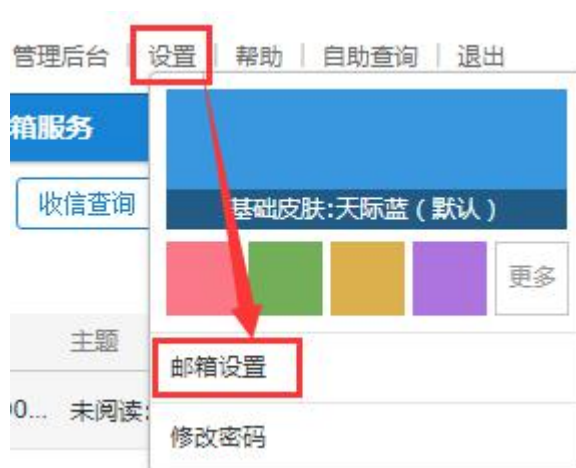 管理后台 | 设置 | 帮助 | 自助查询 | 退出
箱服务
收信查询
基础皮肤:天际蓝（默认）
更多
主题
邮箱设置
0... 未阅读:
修改密码